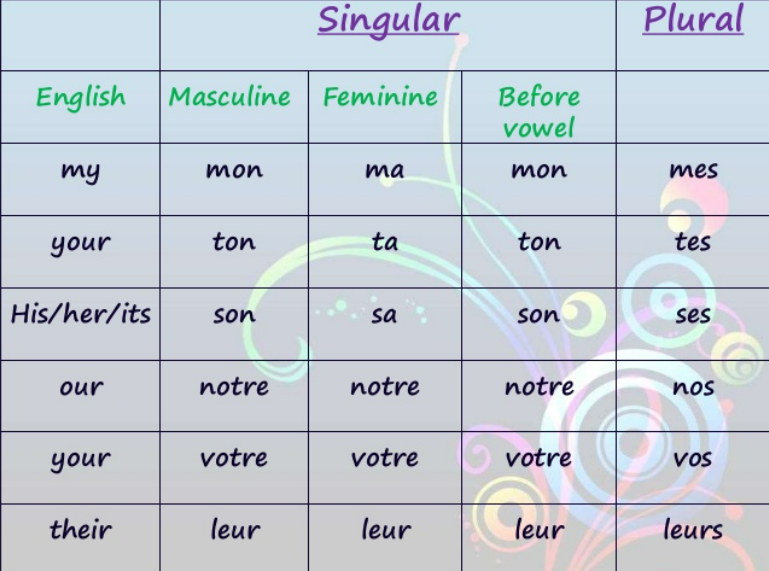 Singular Plural
English Masculine Feminine Before
vowel
my mon ma mon mes
your ton ta ton tes
His/her/its son sa son ses
our notre notre notre nos
your votre votre votre vos
their leur leur leur leurs